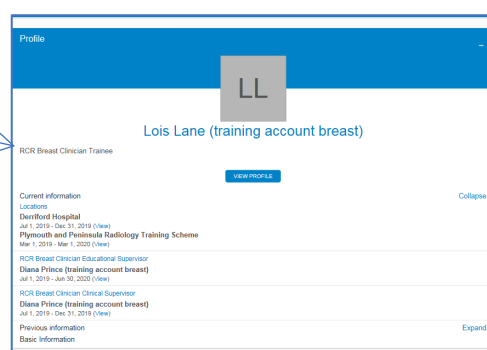 Profile
LL
Lois Lane (training account breast)
RCR Breast Clinician Trainee
VIEW PROFILE
Current information Collapse
Locations
Derriford Hospital
Jul 1, 2019 - Dec 31, 2019 (View)
Plymouth and Peninsula Radiology Training Scheme
Mar 1, 2019 - Mar 1, 2020 (View)
RCR Breast Clinician Educational Supervisor
Diana Prince (training account breast)
Jul 1, 2019 - Jun 30, 2020 (View)
RCR Breast Clinician Clinical Supervisor
Diana Prince (training account breast)
Jul 1, 2019 - Dec 31, 2019 (View)
Previous information Expand
Basic Information